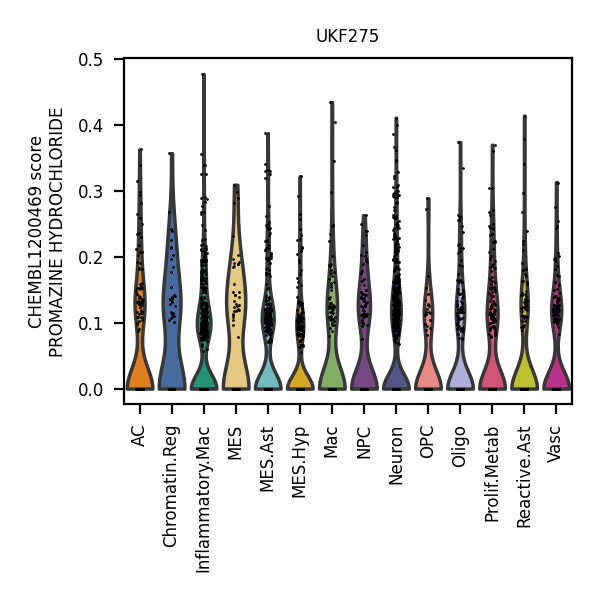 UKF275
CHEMBL1200469 score
PROMAZINE HYDROCHLORIDE
0.5
0.4
0.3
0.2
0.1
0.0
AC
Chromatin.Reg
Inflammatory.Mac
MES
MES.Ast
MES.Hyp
Mac
NPC
Neuron
OPC
Oligo
Prolif.Metab
Reactive.Ast
Vasc